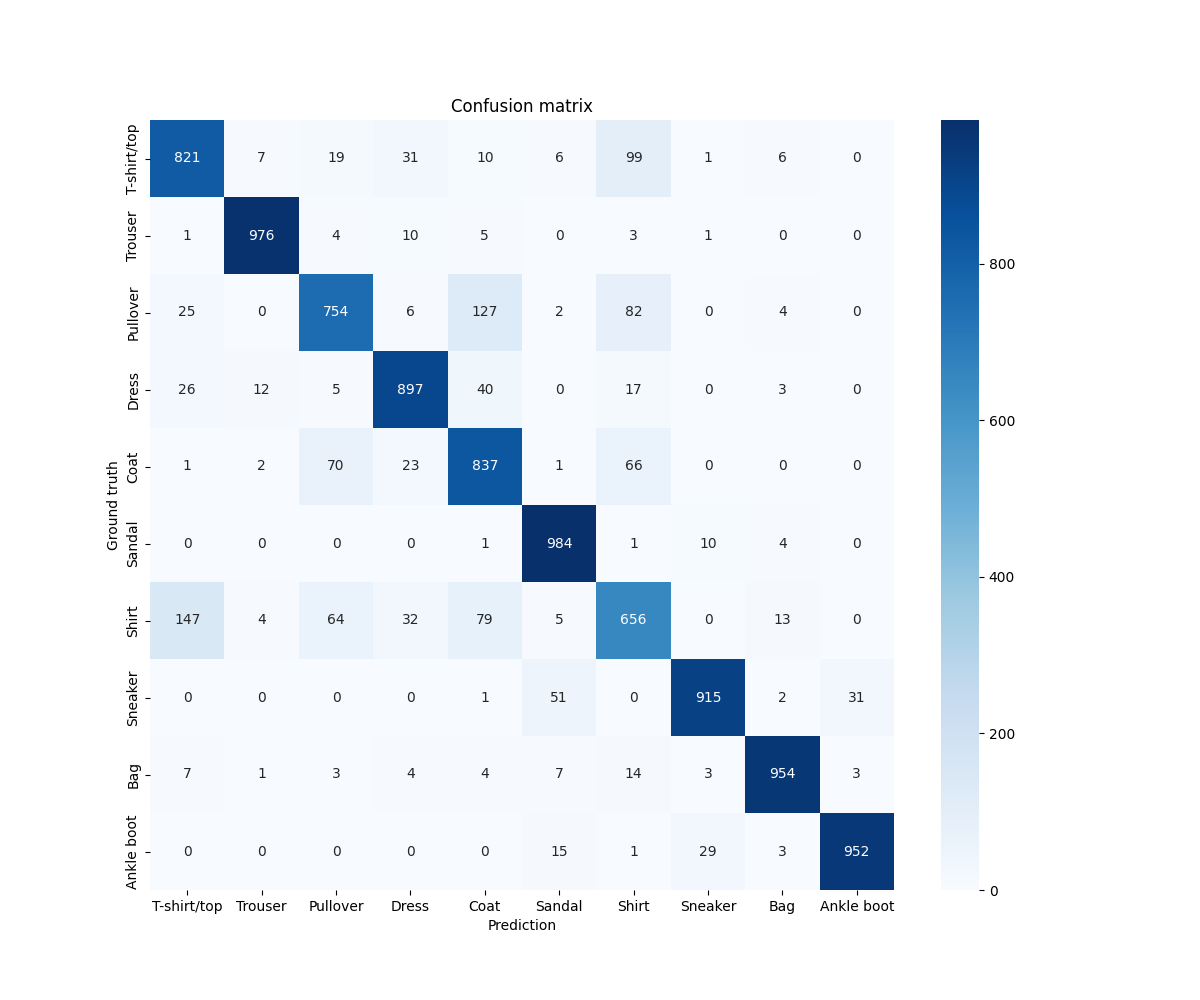 Confusion matrix
T-shirt/top 821 7 19 31 10 6 99 1 6 0
Trouser 1 976 4 10 5 0 3 1 0 0
Pullover 25 0 754 6 127 2 82 0 4 0
Dress 26 12 5 897 40 0 17 0 3 0
Coat 1 2 70 23 837 1 66 0 0 0
Sandal 0 0 0 0 1 984 1 10 4 0
Shirt 147 4 64 32 79 5 656 0 13 0
Sneaker 0 0 0 0 1 51 0 915 2 31
Bag 7 1 3 4 4 7 14 3 954 3
Ankle boot 0 0 0 0 0 15 1 29 3 952
Ground truth
T-shirt/top Trouser Pullover Dress Coat Sandal Shirt Sneaker Bag Ankle boot
Prediction
800
600
400
200
0